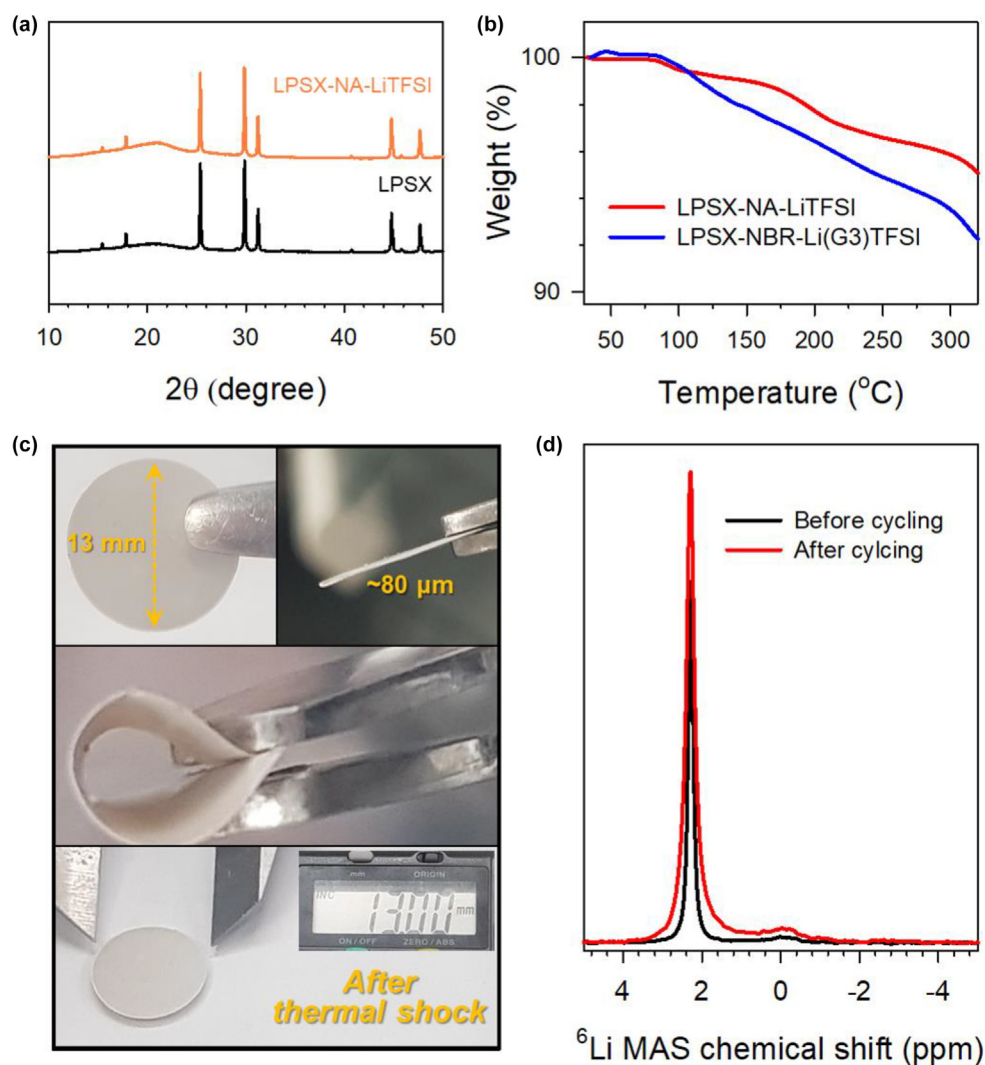 (a)
LPSX-NA-LiTFSI
LPSX
10 20 30 40 50
2θ (degree)
(b)
Weight (%)
100
90
LPSX-NA-LiTFSI
LPSX-NBR-Li(G3)TFSI
50 100 150 200 250 300
Temperature (°C)
(c)
13 mm
~80 μm
mm ORIGIN
INC 13.00 mm
ON/OFF ZERO/ABS
After
thermal shock
(d)
Before cycling
After cylcing
4 2 0 -2 -4
⁶Li MAS chemical shift (ppm)